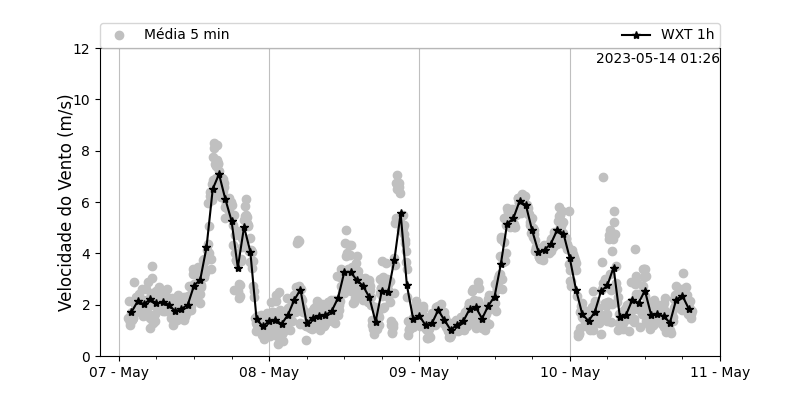 Média 5 min
WXT 1h
2023-05-14 01:26
Velocidade do Vento (m/s)
12
10
8
6
4
2
0
07 - May
08 - May
09 - May
10 - May
11 - May